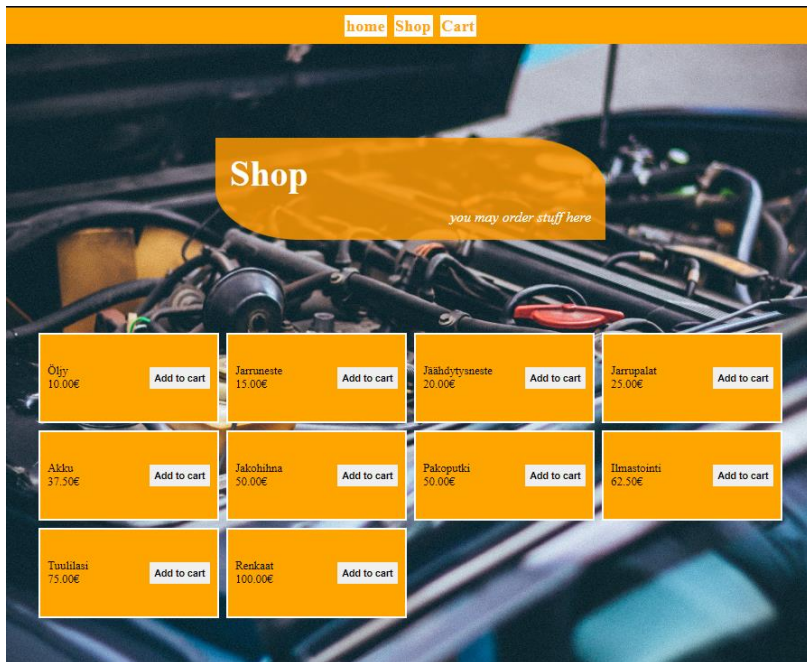 home Shop Cart
Shop
you may order stuff here
Öljy
10.00€
Add to cart
Jarruneste
15.00€
Add to cart
Jäähdytysneste
20.00€
Add to cart
Jarrupalat
25.00€
Add to cart
Akku
37.50€
Add to cart
Jakohihna
50.00€
Add to cart
Pakoputki
50.00€
Add to cart
Ilmastointi
62.50€
Add to cart
Tuulilasi
75.00€
Add to cart
Renkaat
100.00€
Add to cart